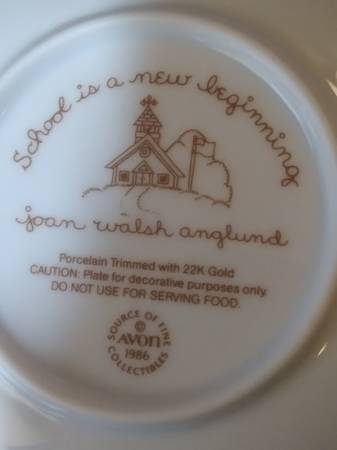 School is a new beginning
joan walsh anglund
Porcelain Trimmed with 22K Gold
CAUTION: Plate for decorative purposes only.
DO NOT USE FOR SERVING FOOD.
SOURCE OF FINE
©
AVON
1986
COLLECTIBLES